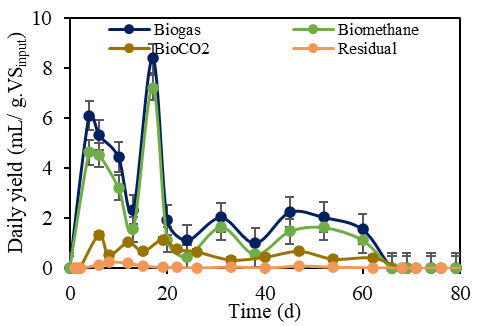 10
Biogas Biomethane
BioCO2 Residual
8
6
4
2
0
Daily yield (mL/ g.VSinput)
0 20 40 60 80
Time (d)